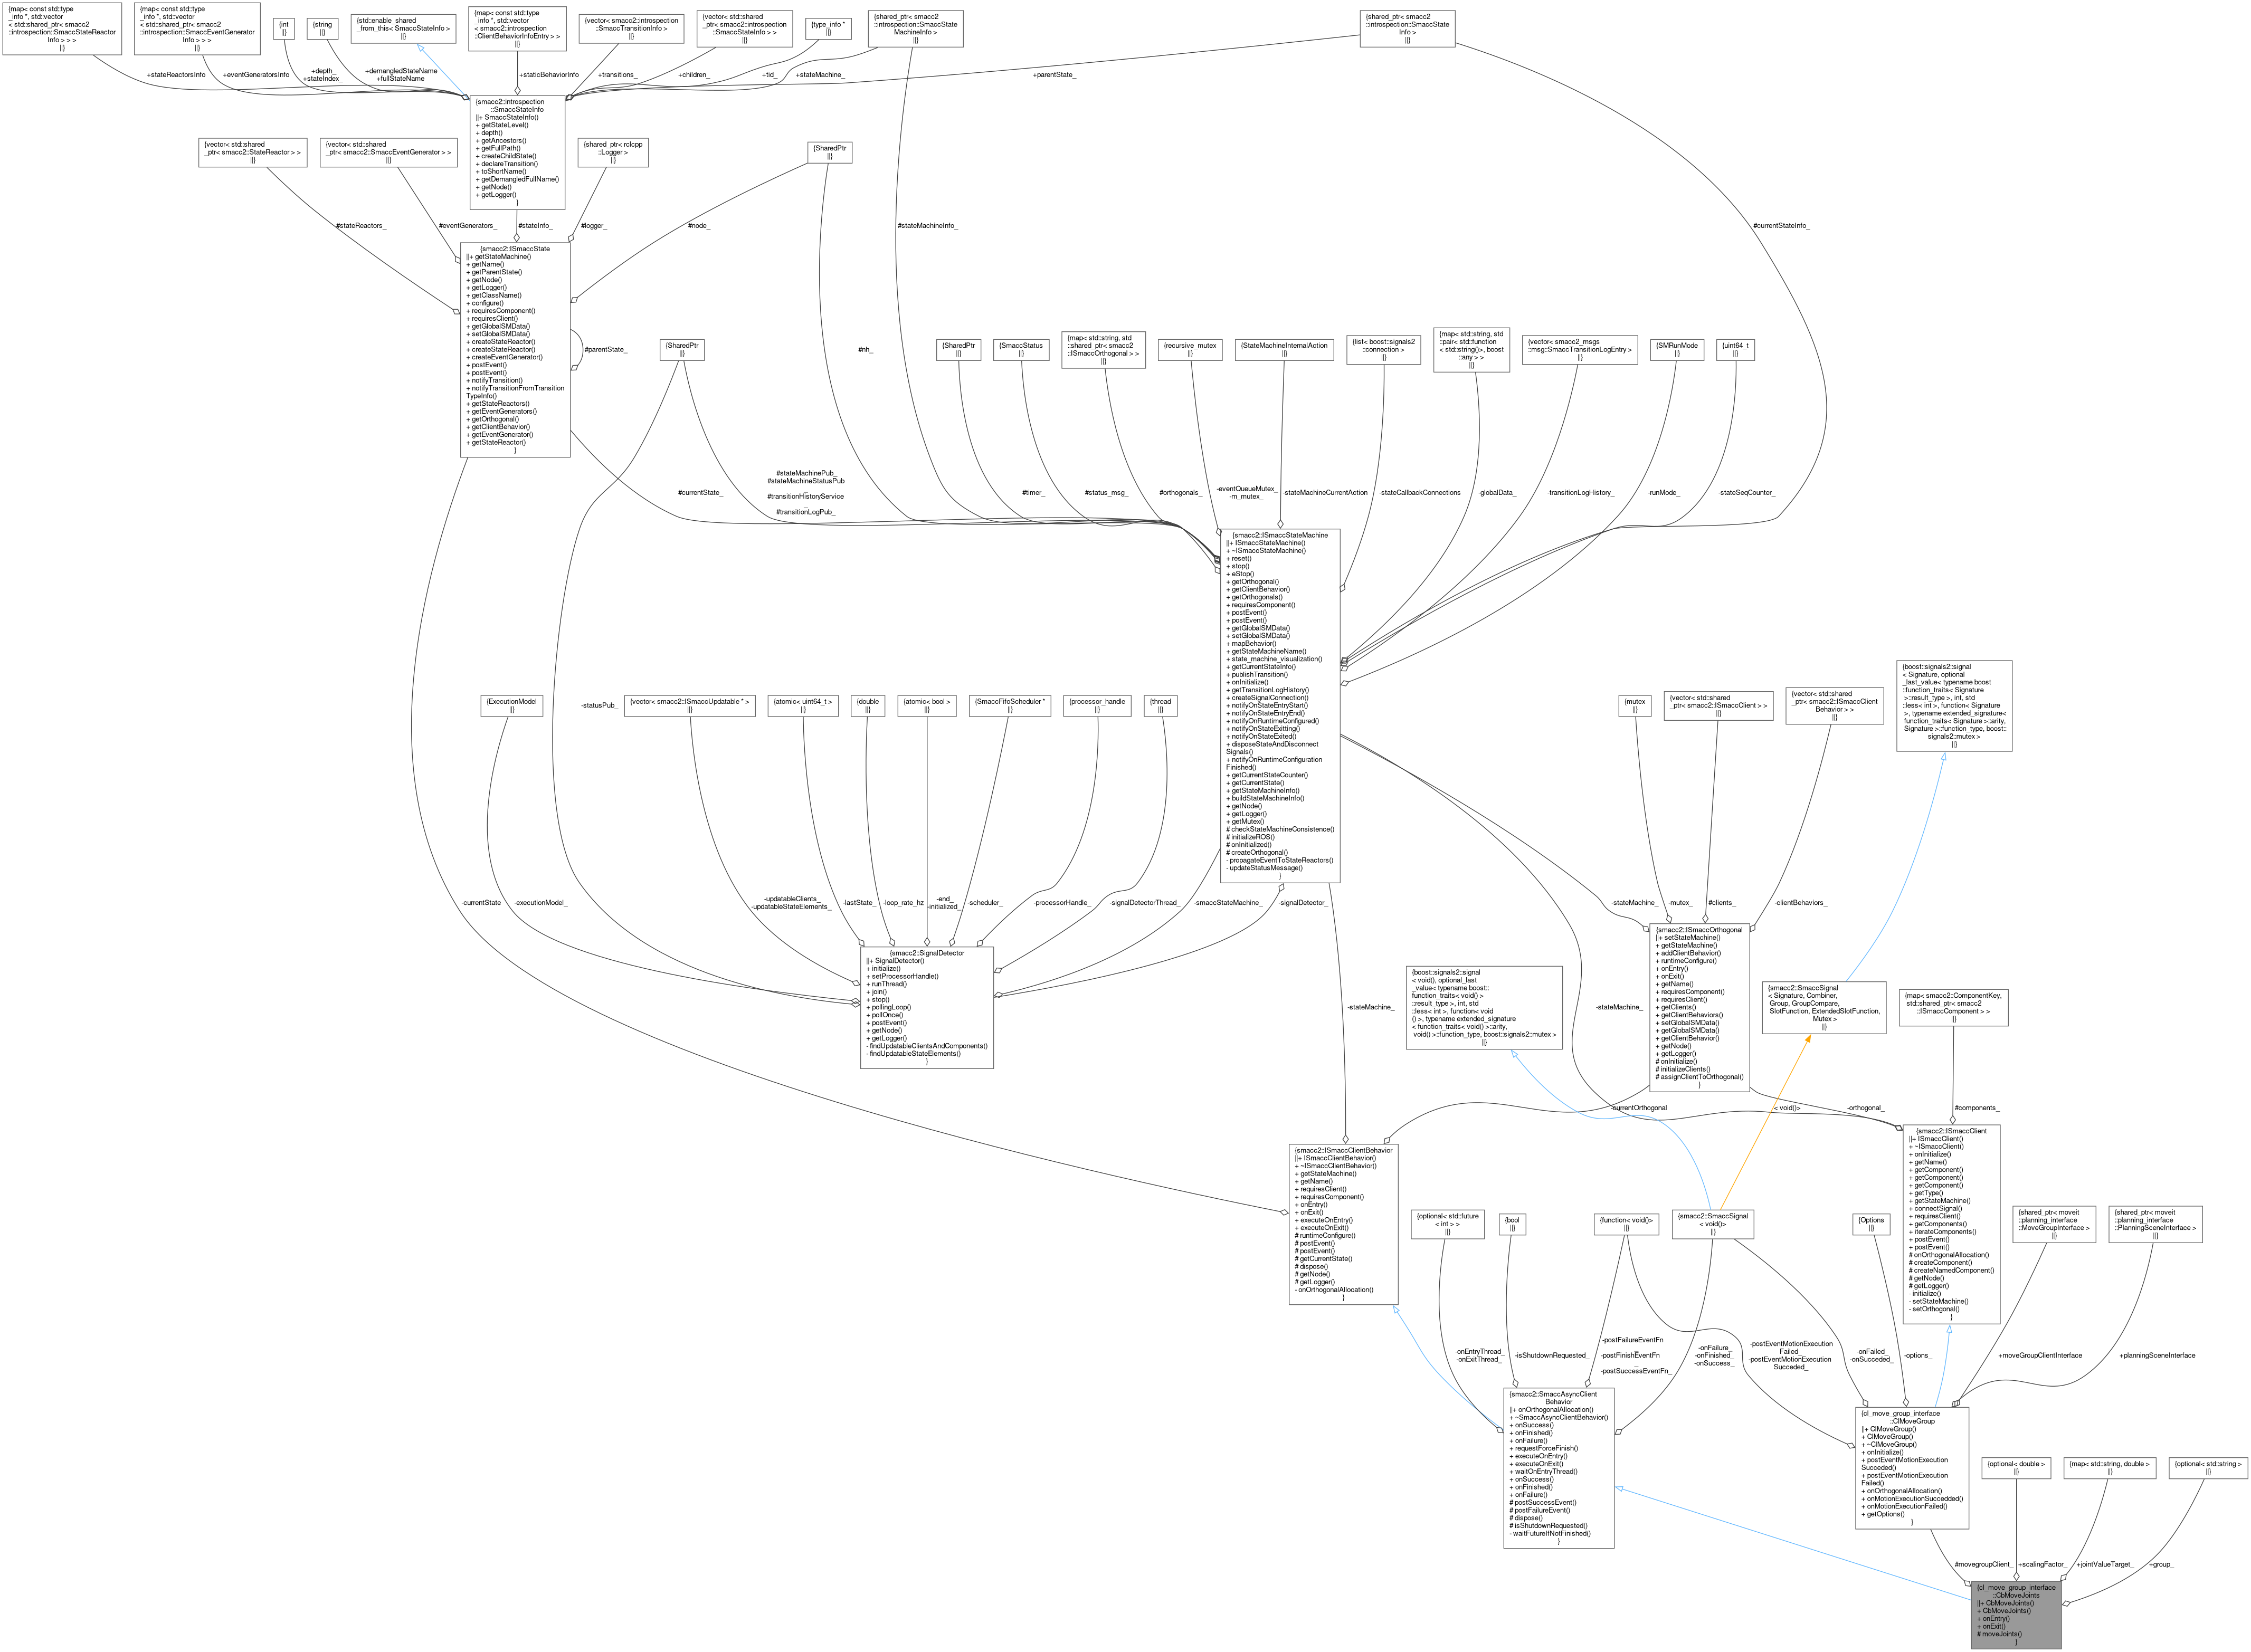 {map< const std::type
_info *, std::vector
< std::shared_ptr< smacc2
::introspection::SmaccStateReactor
Info > > >
||}
{map< const std::type
_info *, std::vector
< std::shared_ptr< smacc2
::introspection::SmaccEventGenerator
Info > > >
||}
{int
||}
{string
||}
{std::enable_shared
_from_this< SmaccStateInfo >
||}
{map< const std::type
_info *, std::vector
< smacc2::introspection
::ClientBehaviorInfoEntry > >
||}
{vector< smacc2::introspection
::SmaccTransitionInfo >
||}
{vector< std::shared
_ptr< smacc2::introspection
::SmaccStateInfo > >
||}
{type_info *
||}
{shared_ptr< smacc2
::introspection::SmaccState
MachineInfo >
||}
{shared_ptr< smacc2
::introspection::SmaccState
Info >
||}
+stateReactorsInfo
+eventGeneratorsInfo
+depth_
+stateIndex_
+demangledStateName
+fullStateName
+staticBehaviorInfo
+transitions_
+children_
+tid_
+stateMachine_
+parentState_
{smacc2::introspection
::SmaccStateInfo
||+ SmaccStateInfo()
+ getStateLevel()
+ depth()
+ getAncestors()
+ getFullPath()
+ createChildState()
+ declareTransition()
+ toShortName()
+ getDemangledFullName()
+ getNode()
+ getLogger()
}
{vector< std::shared
_ptr< smacc2::StateReactor > >
||}
{vector< std::shared
_ptr< smacc2::SmaccEventGenerator > >
||}
{shared_ptr< rclcpp
::Logger >
||}
{SharedPtr
||}
#stateReactors_
#eventGenerators_
#stateInfo_
#logger_
#node_
#stateMachineInfo_
#currentStateInfo_
{smacc2::ISmaccState
||+ getStateMachine()
+ getName()
+ getParentState()
+ getNode()
+ getLogger()
+ getClassName()
+ configure()
+ requiresComponent()
+ requiresClient()
+ getGlobalSMData()
+ setGlobalSMData()
+ createStateReactor()
+ createStateReactor()
+ createEventGenerator()
+ postEvent()
+ postEvent()
+ notifyTransition()
+ notifyTransitionFromTransition
TypeInfo()
+ getStateReactors()
+ getEventGenerators()
+ getOrthogonal()
+ getClientBehavior()
+ getEventGenerator()
+ getStateReactor()
}
#parentState_
{SharedPtr
||}
#nh_
{SharedPtr
||}
{SmaccStatus
||}
{map< std::string, std
::shared_ptr< smacc2
::ISmaccOrthogonal > >
||}
{recursive_mutex
||}
{StateMachineInternalAction
||}
{list< boost::signals2
::connection >
||}
{map< std::string, std
::pair< std::function
< std::string()>, boost
::any > >
||}
{vector< smacc2_msgs
::msg::SmaccTransitionLogEntry >
||}
{SMRunMode
||}
{uint64_t
||}
#currentState_
#stateMachinePub_
#stateMachineStatusPub
_
#transitionHistoryService
_
#transitionLogPub_
#timer_
#status_msg_
#orthogonals_
-eventQueueMutex_
-m_mutex_
-stateMachineCurrentAction
-stateCallbackConnections
-globalData_
-transitionLogHistory_
-runMode_
-stateSeqCounter_
{smacc2::ISmaccStateMachine
||+ ISmaccStateMachine()
+ ~ISmaccStateMachine()
+ reset()
+ stop()
+ eStop()
+ getOrthogonal()
+ getClientBehavior()
+ getOrthogonals()
+ requiresComponent()
+ postEvent()
+ postEvent()
+ getGlobalSMData()
+ setGlobalSMData()
+ mapBehavior()
+ getStateMachineName()
+ state_machine_visualization()
+ getCurrentStateInfo()
+ publishTransition()
+ onInitialize()
+ getTransitionLogHistory()
+ createSignalConnection()
+ notifyOnStateEntryStart()
+ notifyOnStateEntryEnd()
+ notifyOnRuntimeConfigured()
+ notifyOnStateExitting()
+ notifyOnStateExited()
+ disposeStateAndDisconnect
Signals()
+ notifyOnRuntimeConfiguration
Finished()
+ getCurrentStateCounter()
+ getCurrentState()
+ getStateMachineInfo()
+ buildStateMachineInfo()
+ getNode()
+ getLogger()
+ getMutex()
# checkStateMachineConsistence()
# initializeROS()
# onInitialized()
# createOrthogonal()
- propagateEventToStateReactors()
- updateStatusMessage()
}
{ExecutionModel
||}
-statusPub_
{vector< smacc2::ISmaccUpdatable * >
||}
{atomic< uint64_t >
||}
{double
||}
{atomic< bool >
||}
{SmaccFifoScheduler *
||}
{processor_handle
||}
{thread
||}
{mutex
||}
{vector< std::shared
_ptr< smacc2::ISmaccClient > >
||}
{vector< std::shared
_ptr< smacc2::ISmaccClient
Behavior > >
||}
{boost::signals2::signal
< Signature, optional
_last_value< typename boost
::function_traits< Signature
>::result_type >, int, std
::less< int >, function< Signature
>, typename extended_signature<
function_traits< Signature >::arity,
Signature >::function_type, boost::
signals2::mutex >
||}
-currentState
-executionModel_
-updatableClients_
-updatableStateElements_
-lastState_
-loop_rate_hz
-end_
-initialized_
-scheduler_
-processorHandle_
-signalDetectorThread_
-smaccStateMachine_
-signalDetector_
-stateMachine_
-mutex_
#clients_
-clientBehaviors_
{smacc2::SignalDetector
||+ SignalDetector()
+ initialize()
+ setProcessorHandle()
+ runThread()
+ join()
+ stop()
+ pollingLoop()
+ pollOnce()
+ postEvent()
+ getNode()
+ getLogger()
- findUpdatableClientsAndComponents()
- findUpdatableStateElements()
}
{smacc2::ISmaccOrthogonal
||+ setStateMachine()
+ getStateMachine()
+ addClientBehavior()
+ runtimeConfigure()
+ onEntry()
+ onExit()
+ getName()
+ requiresComponent()
+ requiresClient()
+ getClients()
+ getClientBehaviors()
+ setGlobalSMData()
+ getGlobalSMData()
+ getClientBehavior()
+ getNode()
+ getLogger()
# onInitialize()
# initializeClients()
# assignClientToOrthogonal()
}
{boost::signals2::signal
< void(), optional_last
_value< typename boost::
function_traits< void() >
::result_type >, int, std
::less< int >, function< void
() >, typename extended_signature
< function_traits< void() >::arity,
void() >::function_type, boost::signals2::mutex >
||}
{smacc2::SmaccSignal
< Signature, Combiner,
Group, GroupCompare,
SlotFunction, ExtendedSlotFunction,
Mutex >
||}
{map< smacc2::ComponentKey,
std::shared_ptr< smacc2
::ISmaccComponent > >
||}
-stateMachine_
-stateMachine_
-currentOrthogonal
< void()>
-orthogonal_
#components_
{smacc2::ISmaccClientBehavior
||+ ISmaccClientBehavior()
+ ~ISmaccClientBehavior()
+ getStateMachine()
+ getName()
+ requiresClient()
+ requiresComponent()
+ onEntry()
+ onExit()
+ executeOnEntry()
+ executeOnExit()
# runtimeConfigure()
# postEvent()
# postEvent()
# getCurrentState()
# dispose()
# getNode()
# getLogger()
- onOrthogonalAllocation()
}
{smacc2::ISmaccClient
||+ ISmaccClient()
+ ~ISmaccClient()
+ onInitialize()
+ getName()
+ getComponent()
+ getComponent()
+ getComponent()
+ getType()
+ getStateMachine()
+ connectSignal()
+ requiresClient()
+ getComponents()
+ iterateComponents()
+ postEvent()
+ postEvent()
# onOrthogonalAllocation()
# createComponent()
# createNamedComponent()
# getNode()
# getLogger()
- initialize()
- setStateMachine()
- setOrthogonal()
}
{optional< std::future
< int > >
||}
{bool
||}
{function< void()>
||}
{smacc2::SmaccSignal
< void()>
||}
{Options
||}
{shared_ptr< moveit
::planning_interface
::MoveGroupInterface >
||}
{shared_ptr< moveit
::planning_interface
::PlanningSceneInterface >
||}
-onEntryThread_
-onExitThread_
-isShutdownRequested_
-postFailureEventFn
_
-postFinishEventFn
_
-postSuccessEventFn_
-onFailure_
-onFinished_
-onSuccess_
-postEventMotionExecution
Failed_
-postEventMotionExecution
Succeded_
-onFailed_
-onSucceded_
-options_
+moveGroupClientInterface
+planningSceneInterface
{smacc2::SmaccAsyncClient
Behavior
||+ onOrthogonalAllocation()
+ ~SmaccAsyncClientBehavior()
+ onSuccess()
+ onFinished()
+ onFailure()
+ requestForceFinish()
+ executeOnEntry()
+ executeOnExit()
+ waitOnEntryThread()
+ onSuccess()
+ onFinished()
+ onFailure()
# postSuccessEvent()
# postFailureEvent()
# dispose()
# isShutdownRequested()
- waitFutureIfNotFinished()
}
{cl_move_group_interface
::ClMoveGroup
||+ ClMoveGroup()
+ ClMoveGroup()
+ ~ClMoveGroup()
+ onInitialize()
+ postEventMotionExecution
Succeded()
+ postEventMotionExecution
Failed()
+ onOrthogonalAllocation()
+ onMotionExecutionSuccedded()
+ onMotionExecutionFailed()
+ getOptions()
}
{optional< double >
||}
{map< std::string, double >
||}
{optional< std::string >
||}
#movegroupClient_
+scalingFactor_
+jointValueTarget_
+group_
{cl_move_group_interface
::CbMoveJoints
||+ CbMoveJoints()
+ CbMoveJoints()
+ onEntry()
+ onExit()
# moveJoints()
}